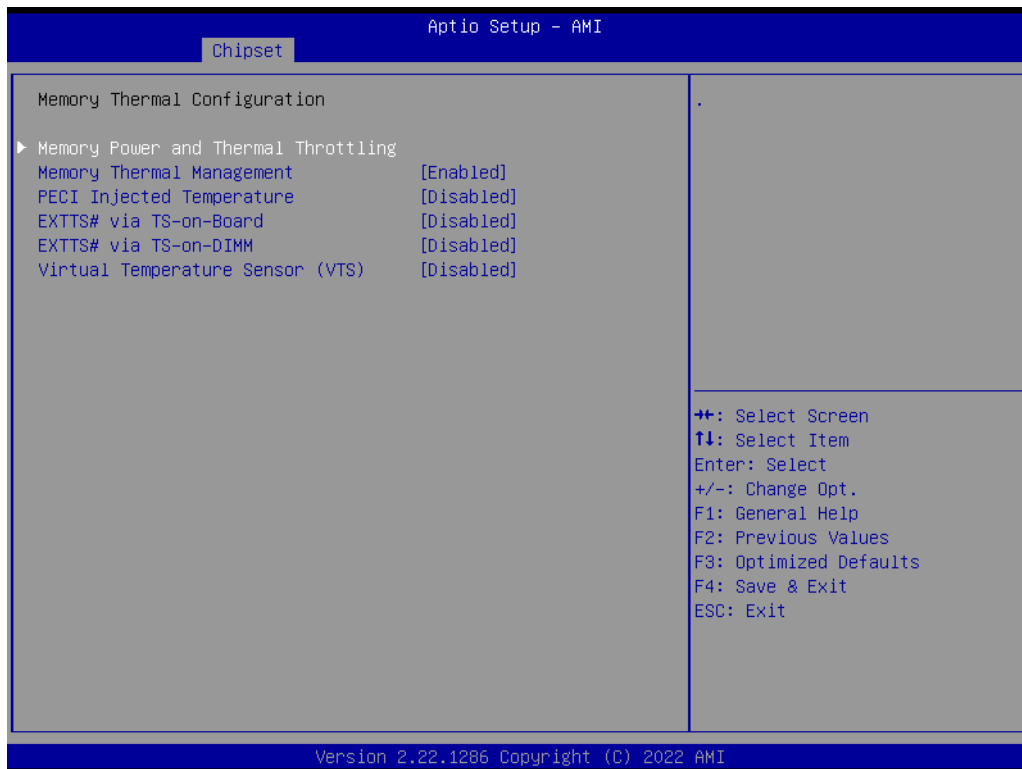 Aptio Setup – AMI
Chipset
Memory Thermal Configuration
.
▶ Memory Power and Thermal Throttling
Memory Thermal Management [Enabled]
PECI Injected Temperature [Disabled]
EXTTS# via TS-on-Board [Disabled]
EXTTS# via TS-on-DIMM [Disabled]
Virtual Temperature Sensor (VTS) [Disabled]
→←: Select Screen
↑↓: Select Item
Enter: Select
+/-: Change Opt.
F1: General Help
F2: Previous Values
F3: Optimized Defaults
F4: Save & Exit
ESC: Exit
Version 2.22.1286 Copyright (C) 2022 AMI